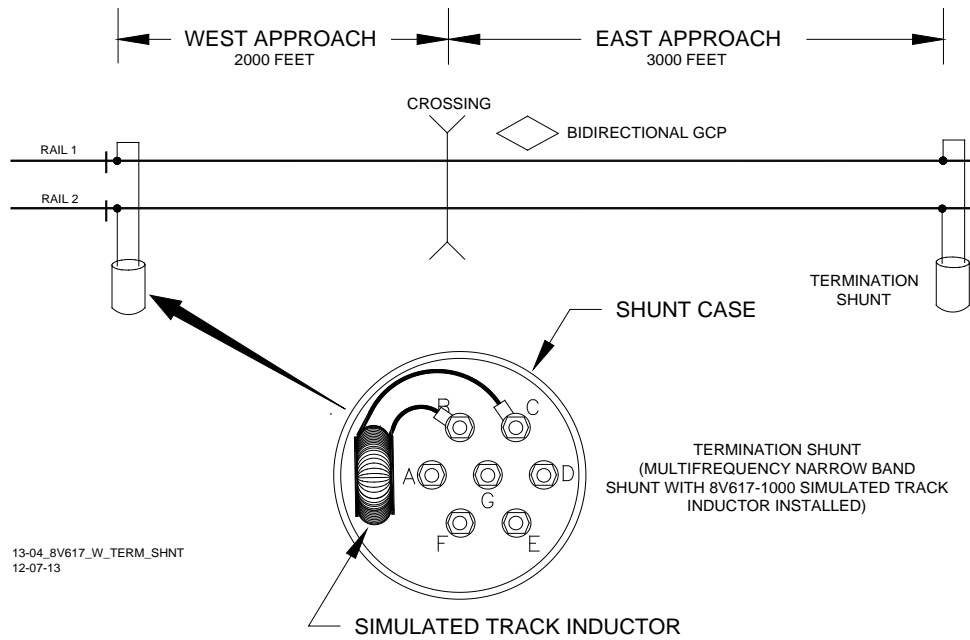 WEST APPROACH
2000 FEET
EAST APPROACH
3000 FEET
CROSSING
BIDIRECTIONAL GCP
RAIL 1
RAIL 2
TERMINATION
SHUNT
SHUNT CASE
B
C
A
G
D
F
E
TERMINATION SHUNT
(MULTIFREQUENCY NARROW BAND
SHUNT WITH 8V617-1000 SIMULATED TRACK
INDUCTOR INSTALLED)
13-04_8V617_W_TERM_SHNT
12-07-13
SIMULATED TRACK INDUCTOR